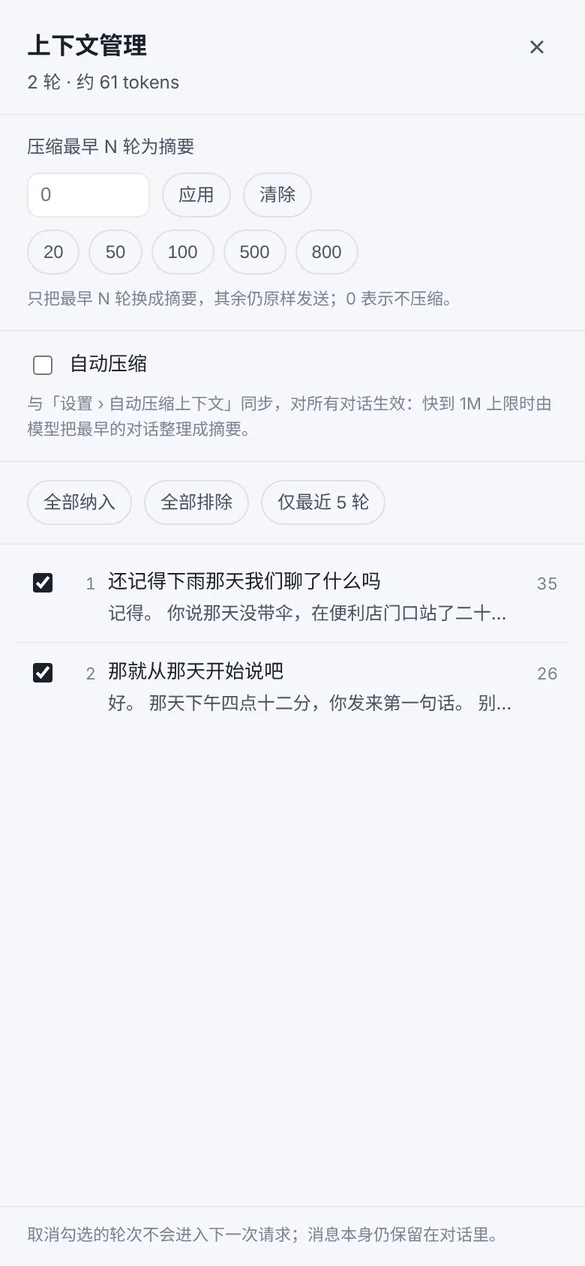 上下文管理
2 轮 · 约 61 tokens
压缩最早 N 轮为摘要
0 应用 清除
20 50 100 500 800
只把最早 N 轮换成摘要，其余仍原样发送；0 表示不压缩。
自动压缩
与「设置 › 自动压缩上下文」同步，对所有对话生效：快到 1M 上限时由
模型把最早的对话整理成摘要。
全部纳入 全部排除 仅最近 5 轮
1 还记得下雨那天我们聊了什么吗 35
记得。 你说那天没带伞，在便利店门口站了二十...
2 那就从那天开始说吧 26
好。 那天下午四点十二分，你发来第一句话。 别...
取消勾选的轮次不会进入下一次请求；消息本身仍保留在对话里。